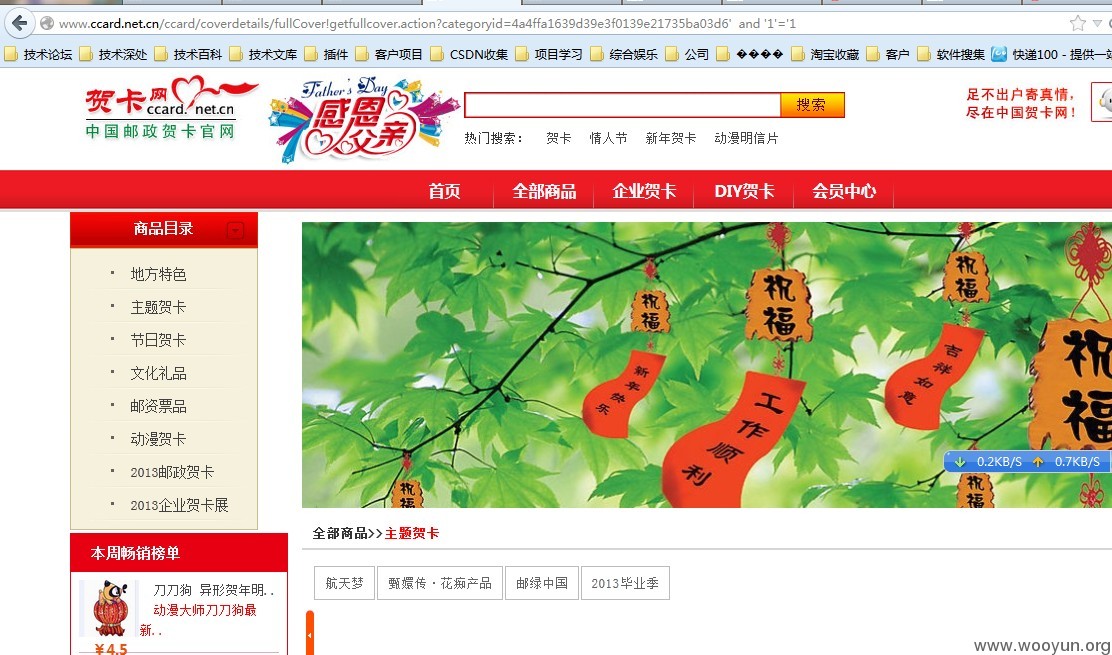 www.ccard.net.cn/ccard/coverdetails/fullCover!getfullcover.action?categoryid=4a4ffa1639d39e3f0139e21735ba03d6' and '1'='1
技术论坛 技术深处 技术百科 技术文库 插件 客户项目 CSDN收集 项目学习 综合娱乐 公司 ���� 淘宝收藏 客户 软件搜集 快递100 - 提供一站
贺卡网
ccard.net.cn
中国邮政贺卡官网
Father's Day
感恩父亲
搜索
足不出户寄真情，
尽在中国贺卡网！
热门搜索： 贺卡 情人节 新年贺卡 动漫明信片
首页 全部商品 企业贺卡 DIY贺卡 会员中心
商品目录
地方特色
主题贺卡
节日贺卡
文化礼品
邮资票品
动漫贺卡
2013邮政贺卡
2013企业贺卡展
祝福
祝福
祝福
祝福
新年快乐
工作顺利
吉祥如意
祝福
祝福
0.2KB/S 0.7KB/S
全部商品>>主题贺卡
本周畅销榜单
航天梦 甄嬛传·花痴产品 邮绿中国 2013毕业季
刀刀狗 异形贺年明..
动漫大师刀刀狗最
新..
￥4.5
www.wooyun.org